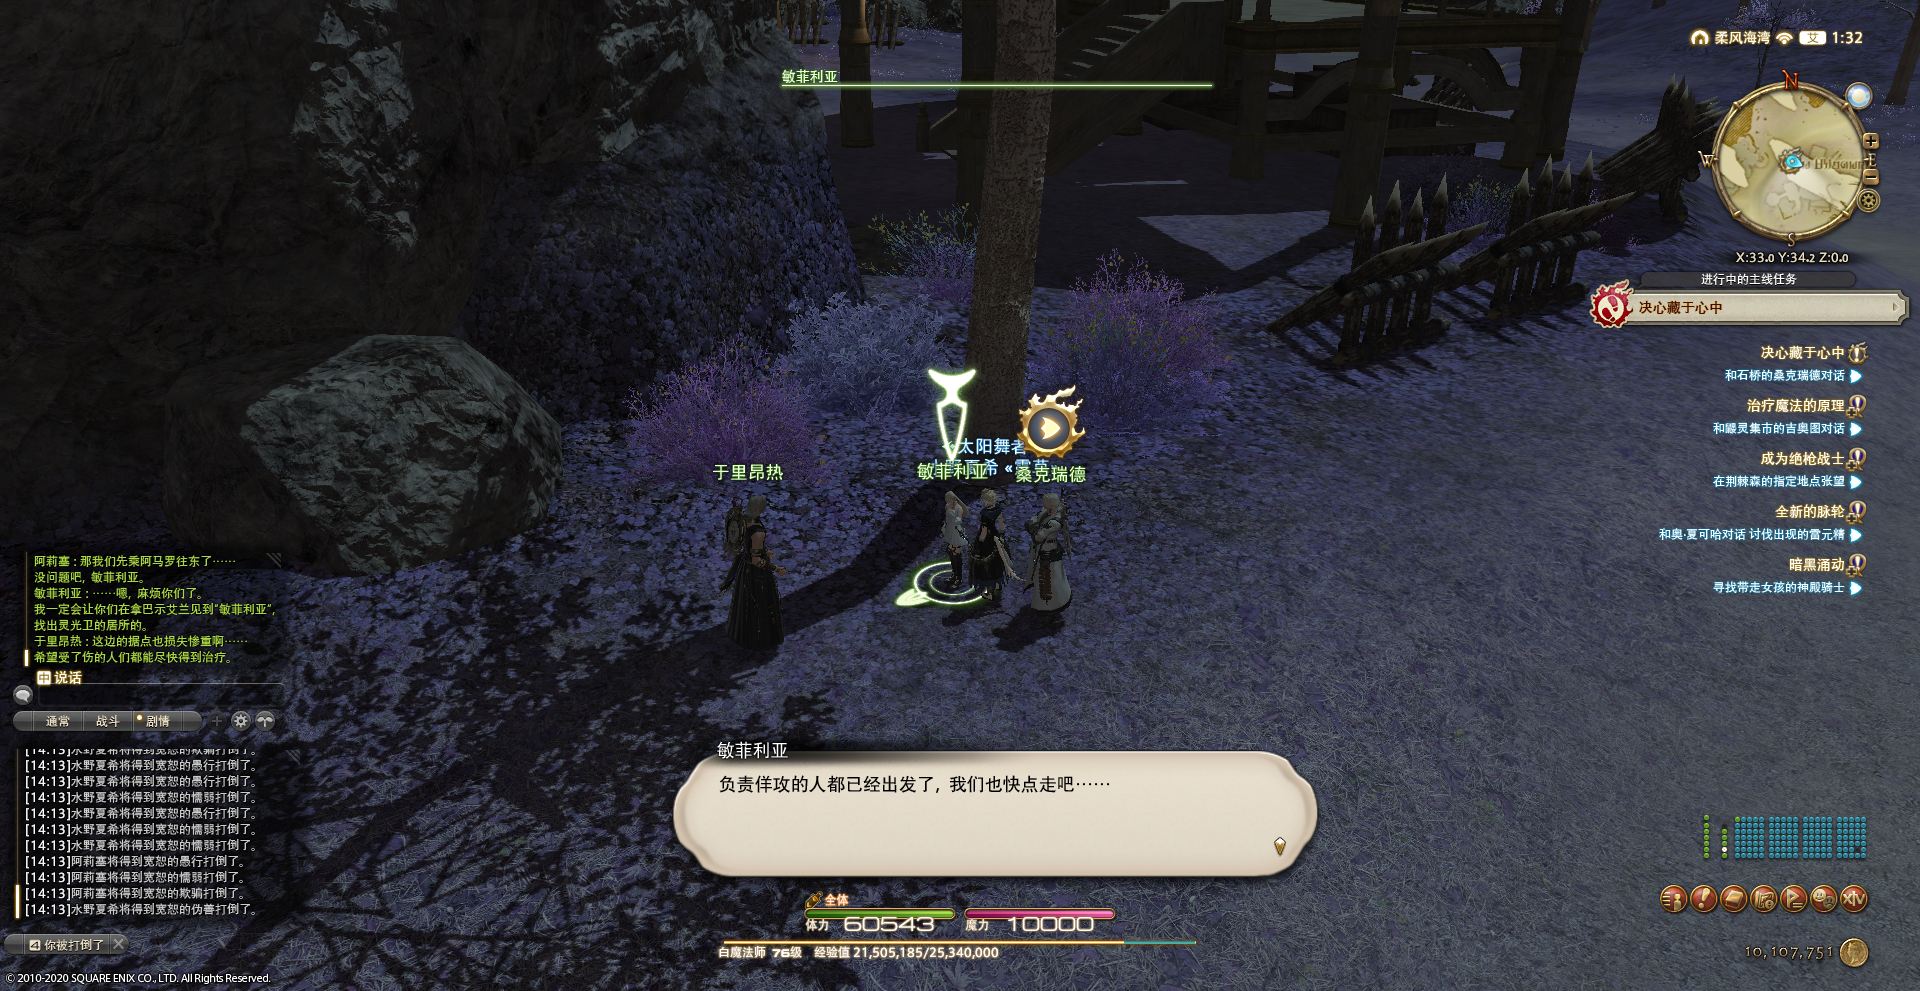 敏菲利亚
柔风海湾 艾 1:32
N
W
E
S
X:33.0 Y:34.2 Z:0.0
进行中的主线任务
决心藏于心中
决心藏于心中
和石桥的桑克瑞德对话
治疗魔法的原理
和鼹灵集市的吉奥图对话
成为绝枪战士
在荆棘森的指定地点张望
全新的脉轮
和奥·夏可哈对话 讨伐出现的雷元精
暗黑涌动
寻找带走女孩的神殿骑士
太阳舞者
于里昂热
敏菲利亚
桑克瑞德
阿莉塞：那我们先乘阿马罗往东了……
没问题吧，敏菲利亚。
敏菲利亚：……嗯，麻烦你们了。
我一定会让你们在拿巴示艾兰见到“敏菲利亚”，
找出灵光卫的居所的。
于里昂热：这边的据点也损失惨重啊……
希望受了伤的人们都能尽快得到治疗。
说话
通常 战斗 剧情
[14:13]水野夏希将得到宽恕的欺骗打倒了。
[14:13]水野夏希将得到宽恕的愚行打倒了。
[14:13]水野夏希将得到宽恕的愚行打倒了。
[14:13]水野夏希将得到宽恕的懦弱打倒了。
[14:13]水野夏希将得到宽恕的愚行打倒了。
[14:13]水野夏希将得到宽恕的懦弱打倒了。
[14:13]水野夏希将得到宽恕的懦弱打倒了。
[14:13]阿莉塞将得到宽恕的愚行打倒了。
[14:13]阿莉塞将得到宽恕的懦弱打倒了。
[14:13]阿莉塞将得到宽恕的欺骗打倒了。
[14:13]水野夏希将得到宽恕的伪善打倒了。
4 你被打倒了
敏菲利亚
负责佯攻的人都已经出发了，我们也快点走吧……
全体
体力 60543 魔力 10000
白魔法师 76级 经验值 21,505,185/25,340,000
10,107,751
© 2010-2020 SQUARE ENIX CO., LTD. All Rights Reserved.